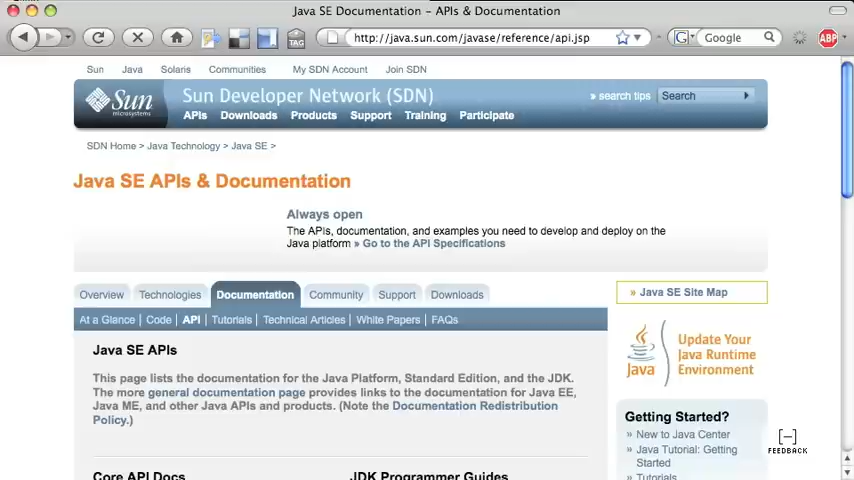 Java SE Documentation - APIs & Documentation
TAG
http://java.sun.com/javase/reference/api.jsp
G
Google
ABP
Sun Java Solaris Communities My SDN Account Join SDN
Sun
microsystems
Sun Developer Network (SDN)
» search tips Search
APIs Downloads Products Support Training Participate
SDN Home > Java Technology > Java SE >
Java SE APIs & Documentation
Always open
The APIs, documentation, and examples you need to develop and deploy on the
Java platform » Go to the API Specifications
Overview Technologies Documentation Community Support Downloads
» Java SE Site Map
At a Glance | Code | API | Tutorials | Technical Articles | White Papers | FAQs
Java
Update Your
Java Runtime
Environment
Java SE APIs
This page lists the documentation for the Java Platform, Standard Edition, and the JDK.
The more general documentation page provides links to the documentation for Java EE,
Java ME, and other Java APIs and products. (Note the Documentation Redistribution
Policy.)
Getting Started?
» New to Java Center
» Java Tutorial: Getting
Started
» Tutorials
[-]
FEEDBACK
Core API Docs
JDK Programmer Guides